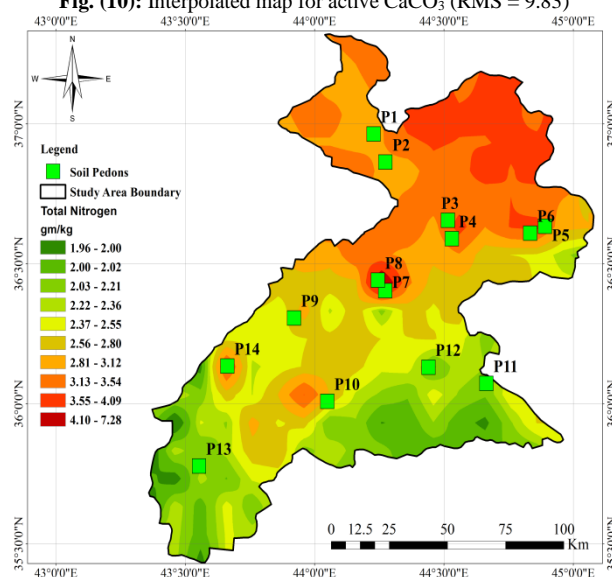 Fig. (10): Interpolated map for active CaCO3 (RMS = 9.83)
43°0'0"E 43°30'0"E 44°0'0"E 44°30'0"E 45°0'0"E
N
W E
S
37°0'0"N
36°30'0"N
36°0'0"N
35°30'0"N
Legend
Soil Pedons
Study Area Boundary
Total Nitrogen
gm/kg
1.96 - 2.00
2.00 - 2.02
2.03 - 2.21
2.22 - 2.36
2.37 - 2.55
2.56 - 2.80
2.81 - 3.12
3.13 - 3.54
3.55 - 4.09
4.10 - 7.28
P1
P2
P3
P4
P6
P5
P8
P7
P9
P12
P14
P11
P10
P13
0 12.5 25 50 75 100
Km
43°0'0"E 43°30'0"E 44°0'0"E 44°30'0"E 45°0'0"E